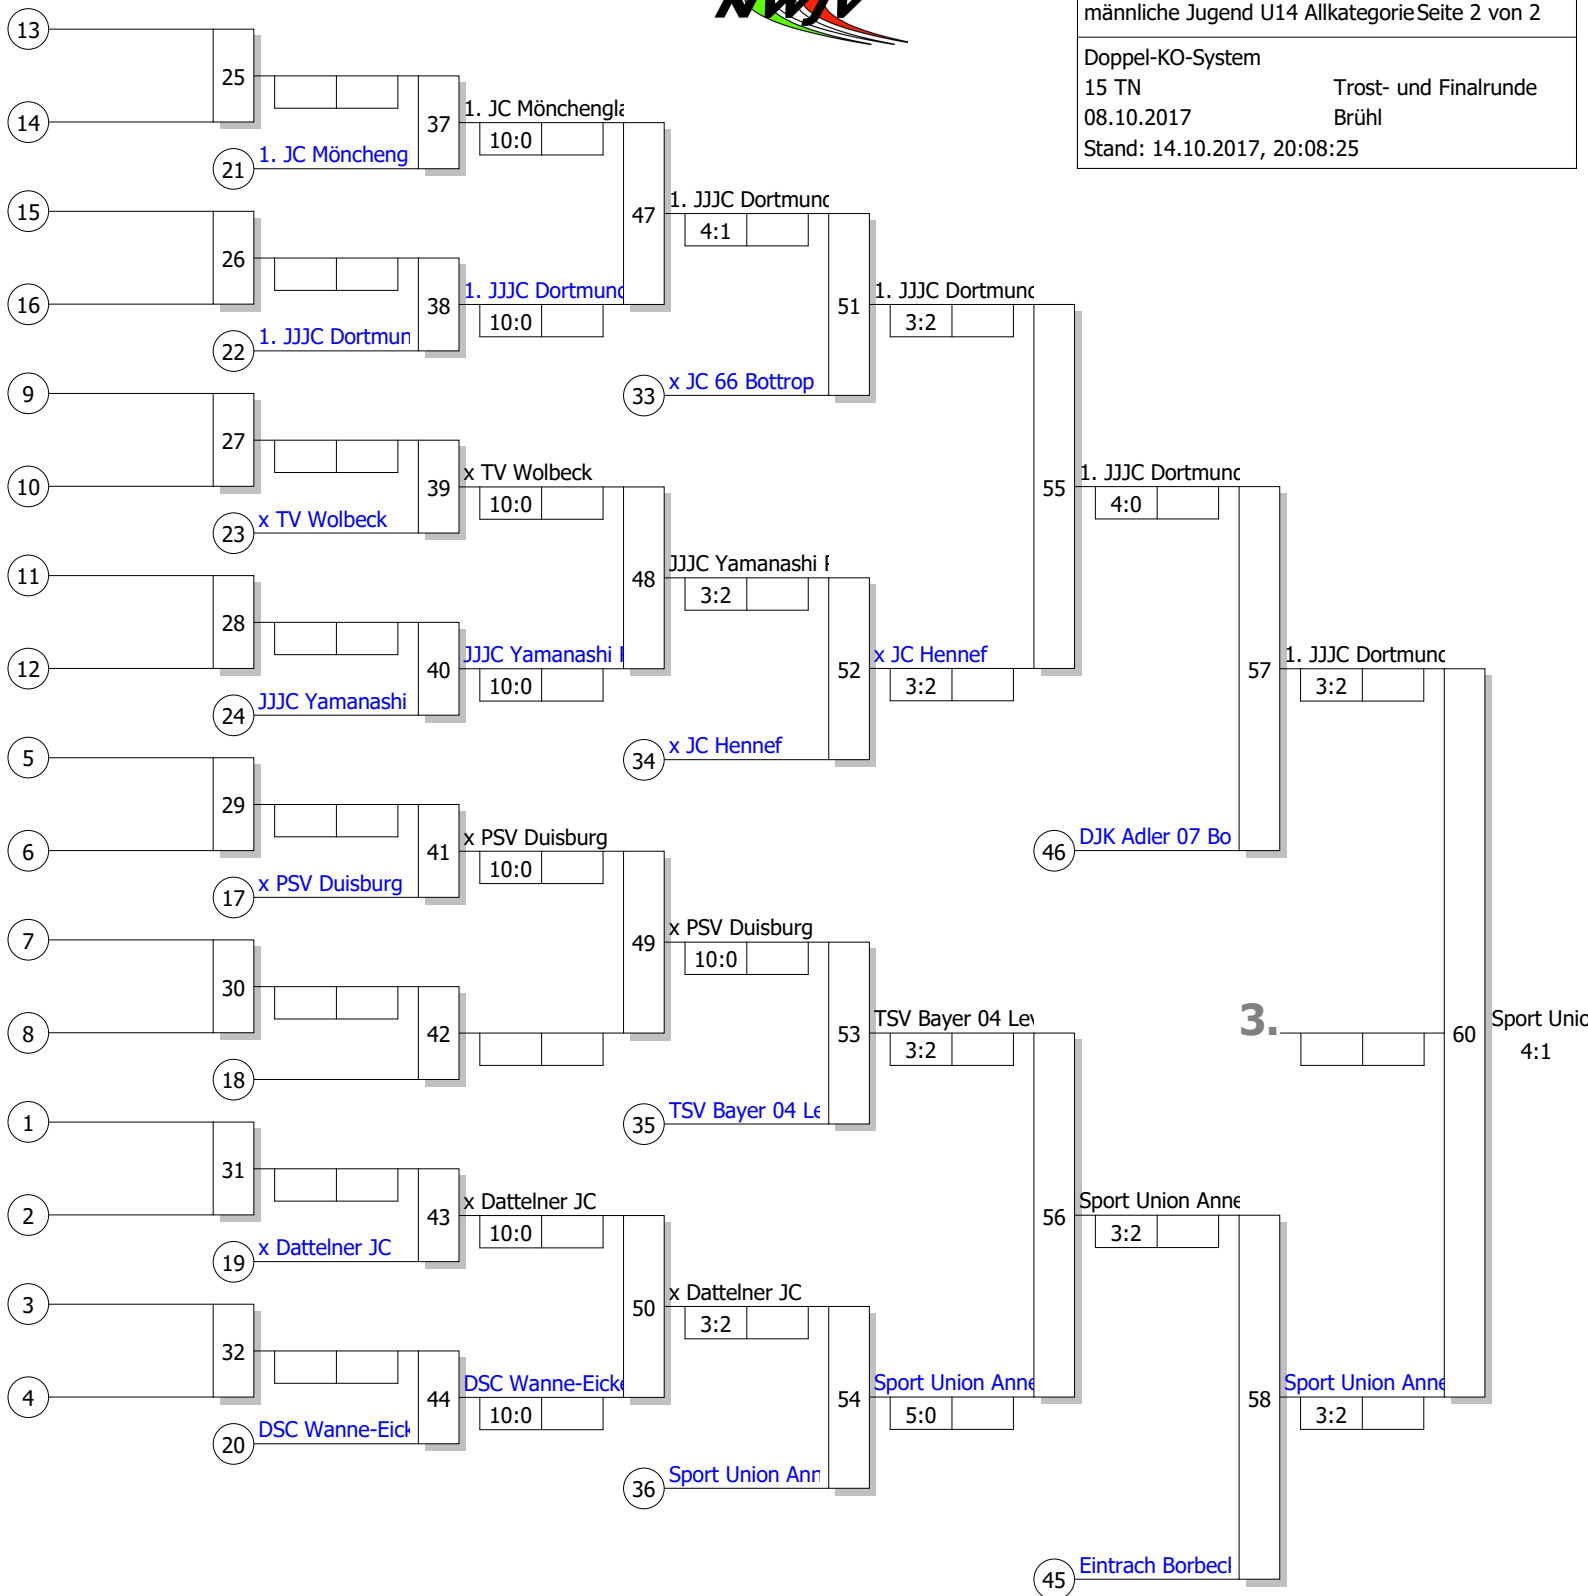 männliche Jugend U14 Allkategorie Seite 2 von 2
Doppel-KO-System
15 TN Trost- und Finalrunde
08.10.2017 Brühl
Stand: 14.10.2017, 20:08:25
13
25
14
37
1. JC Mönchengla
10:0
21
1. JC Möncheng
15
47
1. JJJC Dortmund
4:1
26
16
38
1. JJJC Dortmund
10:0
22
1. JJJC Dortmun
51
1. JJJC Dortmund
3:2
9
33
x JC 66 Bottrop
27
10
39
x TV Wolbeck
10:0
55
1. JJJC Dortmund
4:0
23
x TV Wolbeck
11
48
JJJC Yamanashi
3:2
28
12
40
JJJC Yamanashi
10:0
52
x JC Hennef
3:2
57
1. JJJC Dortmund
3:2
24
JJJC Yamanashi
5
34
x JC Hennef
29
6
41
x PSV Duisburg
10:0
46
DJK Adler 07 Bo
17
x PSV Duisburg
7
49
x PSV Duisburg
10:0
30
8
42
53
TSV Bayer 04 Lev
3:2
3.
60
Sport Unio
4:1
18
1
35
TSV Bayer 04 Le
31
2
43
x Dattelner JC
10:0
56
Sport Union Anne
3:2
19
x Dattelner JC
3
50
x Dattelner JC
3:2
32
4
44
DSC Wanne-Eicke
10:0
54
Sport Union Anne
5:0
58
Sport Union Anne
3:2
20
DSC Wanne-Eick
36
Sport Union Ann
45
Eintrach Borbecl